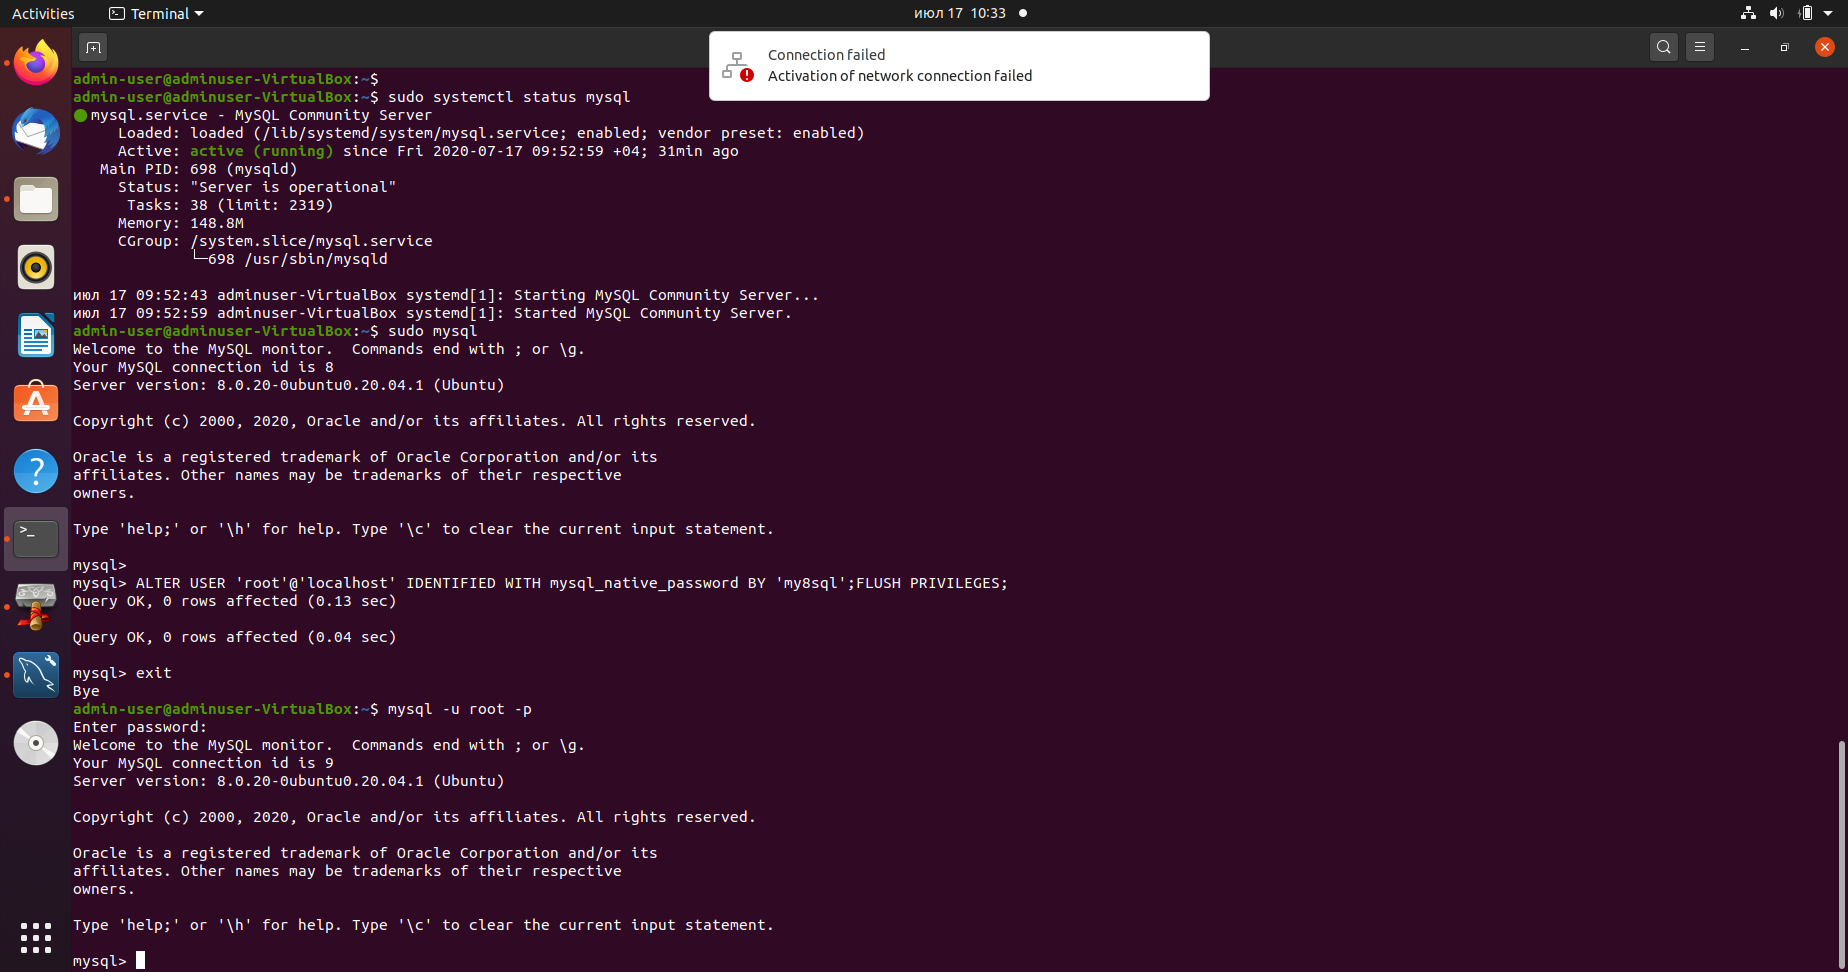 Activities Terminal июл 17 10:33
Connection failed
Activation of network connection failed
admin-user@adminuser-VirtualBox:~$
admin-user@adminuser-VirtualBox:~$ sudo systemctl status mysql
mysql.service - MySQL Community Server
Loaded: loaded (/lib/systemd/system/mysql.service; enabled; vendor preset: enabled)
Active: active (running) since Fri 2020-07-17 09:52:59 +04; 31min ago
Main PID: 698 (mysqld)
Status: "Server is operational"
Tasks: 38 (limit: 2319)
Memory: 148.8M
CGroup: /system.slice/mysql.service
└─698 /usr/sbin/mysqld
июл 17 09:52:43 adminuser-VirtualBox systemd[1]: Starting MySQL Community Server...
июл 17 09:52:59 adminuser-VirtualBox systemd[1]: Started MySQL Community Server.
admin-user@adminuser-VirtualBox:~$ sudo mysql
Welcome to the MySQL monitor.  Commands end with ; or \g.
Your MySQL connection id is 8
Server version: 8.0.20-0ubuntu0.20.04.1 (Ubuntu)
Copyright (c) 2000, 2020, Oracle and/or its affiliates. All rights reserved.
Oracle is a registered trademark of Oracle Corporation and/or its
affiliates. Other names may be trademarks of their respective
owners.
Type 'help;' or '\h' for help. Type '\c' to clear the current input statement.
mysql>
mysql> ALTER USER 'root'@'localhost' IDENTIFIED WITH mysql_native_password BY 'my8sql';FLUSH PRIVILEGES;
Query OK, 0 rows affected (0.13 sec)
Query OK, 0 rows affected (0.04 sec)
mysql> exit
Bye
admin-user@adminuser-VirtualBox:~$ mysql -u root -p
Enter password:
Welcome to the MySQL monitor.  Commands end with ; or \g.
Your MySQL connection id is 9
Server version: 8.0.20-0ubuntu0.20.04.1 (Ubuntu)
Copyright (c) 2000, 2020, Oracle and/or its affiliates. All rights reserved.
Oracle is a registered trademark of Oracle Corporation and/or its
affiliates. Other names may be trademarks of their respective
owners.
Type 'help;' or '\h' for help. Type '\c' to clear the current input statement.
mysql>